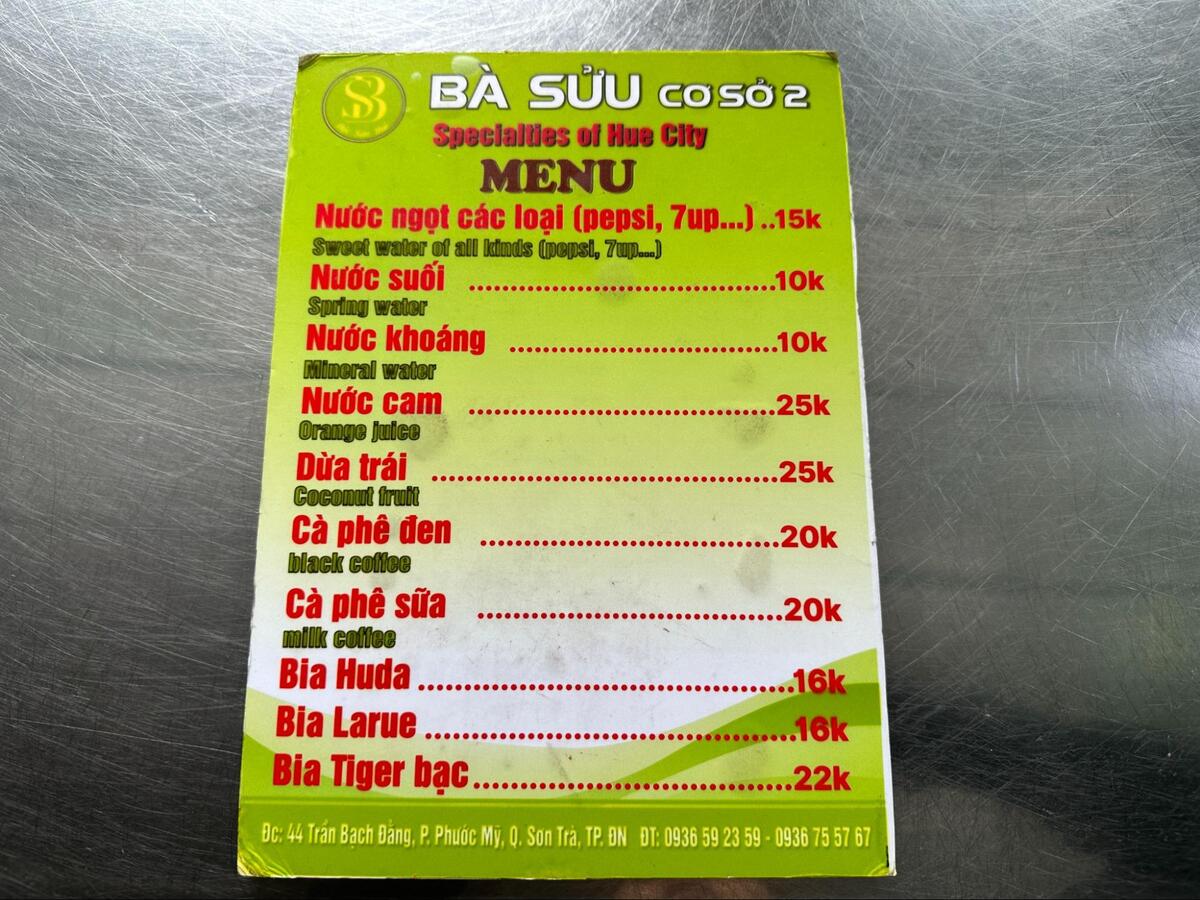 SB
BÀ SỬU CƠ SỞ 2
Specialties of Hue City
MENU
Nước ngọt các loại (pepsi, 7up...) ..15k
Sweet water of all kinds (pepsi, 7up...)
Nước suối ....................................10k
Spring water
Nước khoáng .............................10k
Mineral water
Nước cam .................................25k
Orange juice
Dừa trái .....................................25k
Coconut fruit
Cà phê đen ................................20k
black coffee
Cà phê sữa .................................20k
milk coffee
Bia Huda ........................................16k
Bia Larue .......................................16k
Bia Tiger bạc ..................................22k
Đc: 44 Trần Bạch Đằng, P. Phước Mỹ, Q. Sơn Trà, TP. ĐN ĐT: 0936 59 23 59 - 0936 75 57 67